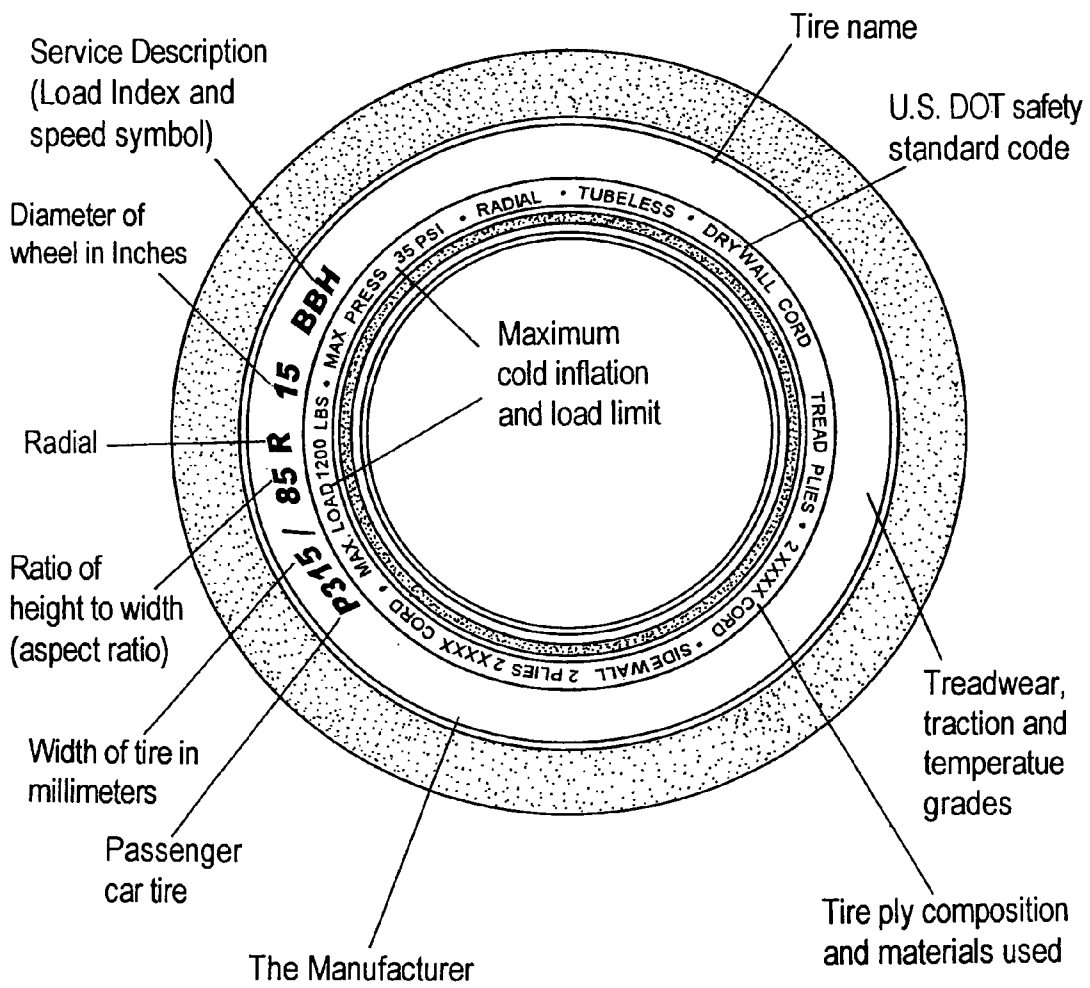 Tire name
Service Description
(Load Index and
speed symbol)
U.S. DOT safety
standard code
Diameter of
wheel in Inches
Radial
Ratio of
height to width
(aspect ratio)
Width of tire in
millimeters
Passenger
car tire
The Manufacturer
Maximum
cold inflation
and load limit
Treadwear,
traction and
temperatue
grades
Tire ply composition
and materials used
P315 / 85 R 15 BBH
MAX. LOAD 1200 LBS • MAX PRESS 35 PSI • RADIAL • TUBELESS • DRYWALL CORD
TREAD PLIES • 2 XXXX CORD • SIDEWALL 2 PLIES 2 XXXX CORD •